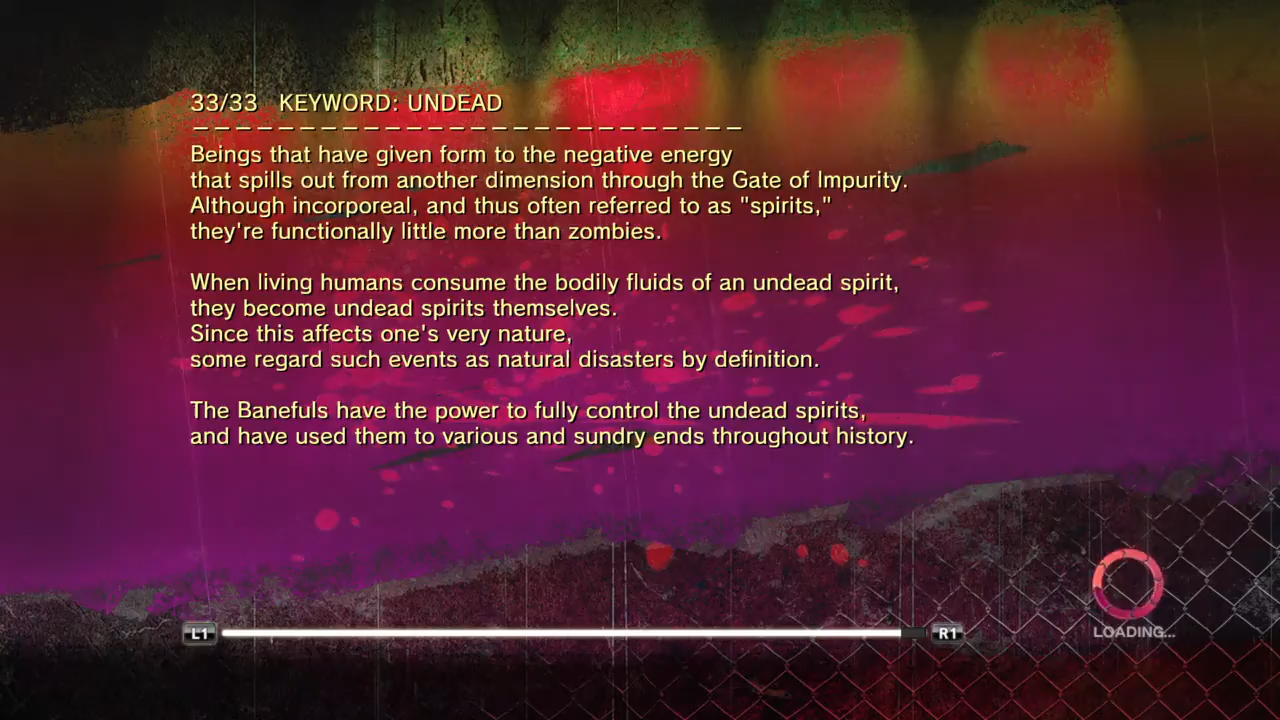 33/33 KEYWORD: UNDEAD
Beings that have given form to the negative energy
that spills out from another dimension through the Gate of Impurity.
Although incorporeal, and thus often referred to as "spirits,"
they're functionally little more than zombies.
When living humans consume the bodily fluids of an undead spirit,
they become undead spirits themselves.
Since this affects one's very nature,
some regard such events as natural disasters by definition.
The Banefuls have the power to fully control the undead spirits,
and have used them to various and sundry ends throughout history.
L1
R1
LOADING...